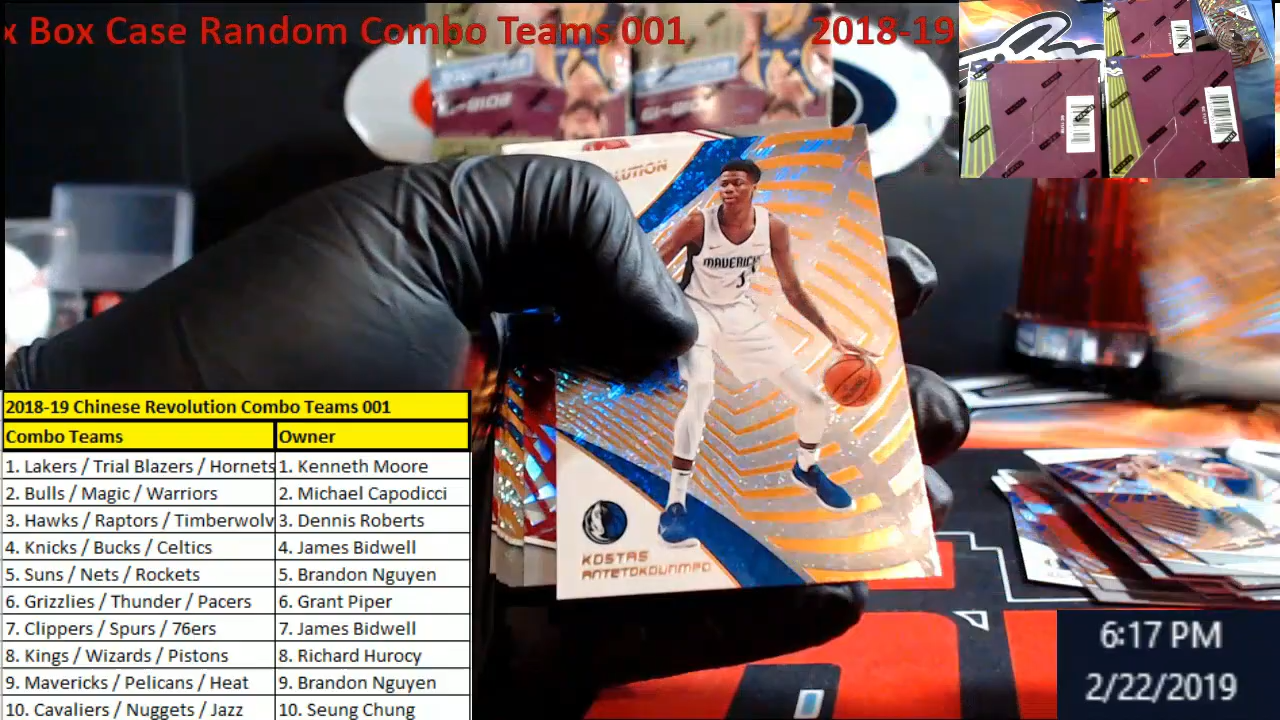 x Box Case Random Combo Teams 001 2018-19
LUTION
MAVERICKS
KOSTAS
ANTETOKOUNMPO
2018-19 Chinese Revolution Combo Teams 001
Combo Teams Owner
1. Lakers / Trial Blazers / Hornets 1. Kenneth Moore
2. Bulls / Magic / Warriors 2. Michael Capodicci
3. Hawks / Raptors / Timberwolv 3. Dennis Roberts
4. Knicks / Bucks / Celtics 4. James Bidwell
5. Suns / Nets / Rockets 5. Brandon Nguyen
6. Grizzlies / Thunder / Pacers 6. Grant Piper
7. Clippers / Spurs / 76ers 7. James Bidwell
8. Kings / Wizards / Pistons 8. Richard Hurocy
9. Mavericks / Pelicans / Heat 9. Brandon Nguyen
10. Cavaliers / Nuggets / Jazz 10. Seung Chung
6:17 PM
2/22/2019